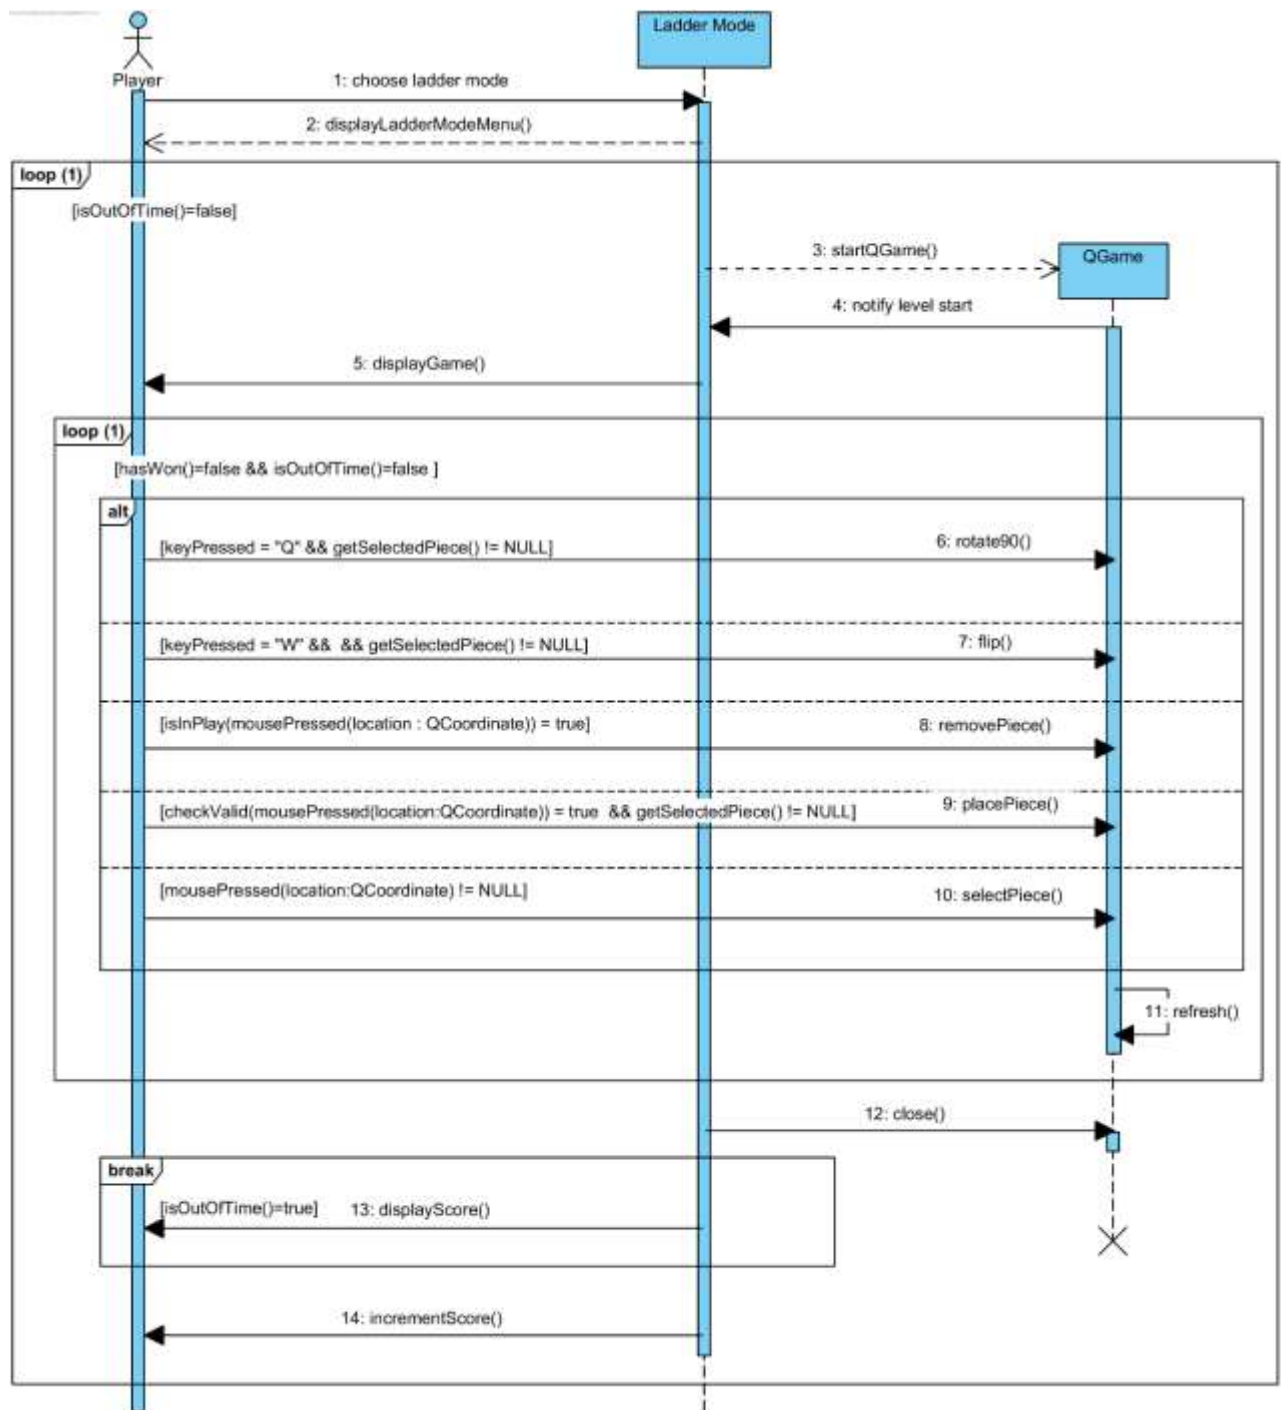 Ladder Mode
Player
1: choose ladder mode
2: displayLadderModeMenu()
loop (1)
[isOutOfTime()=false]
3: startQGame()
QGame
4: notify level start
5: displayGame()
loop (1)
[hasWon()=false && isOutOfTime()=false ]
alt
[keyPressed = "Q" && getSelectedPiece() != NULL]
6: rotate90()
[keyPressed = "W" &&  && getSelectedPiece() != NULL]
7: flip()
[isInPlay(mousePressed(location : QCoordinate)) = true]
8: removePiece()
[checkValid(mousePressed(location:QCoordinate)) = true  && getSelectedPiece() != NULL]
9: placePiece()
[mousePressed(location:QCoordinate) != NULL]
10: selectPiece()
11: refresh()
12: close()
break
[isOutOfTime()=true]
13: displayScore()
14: incrementScore()